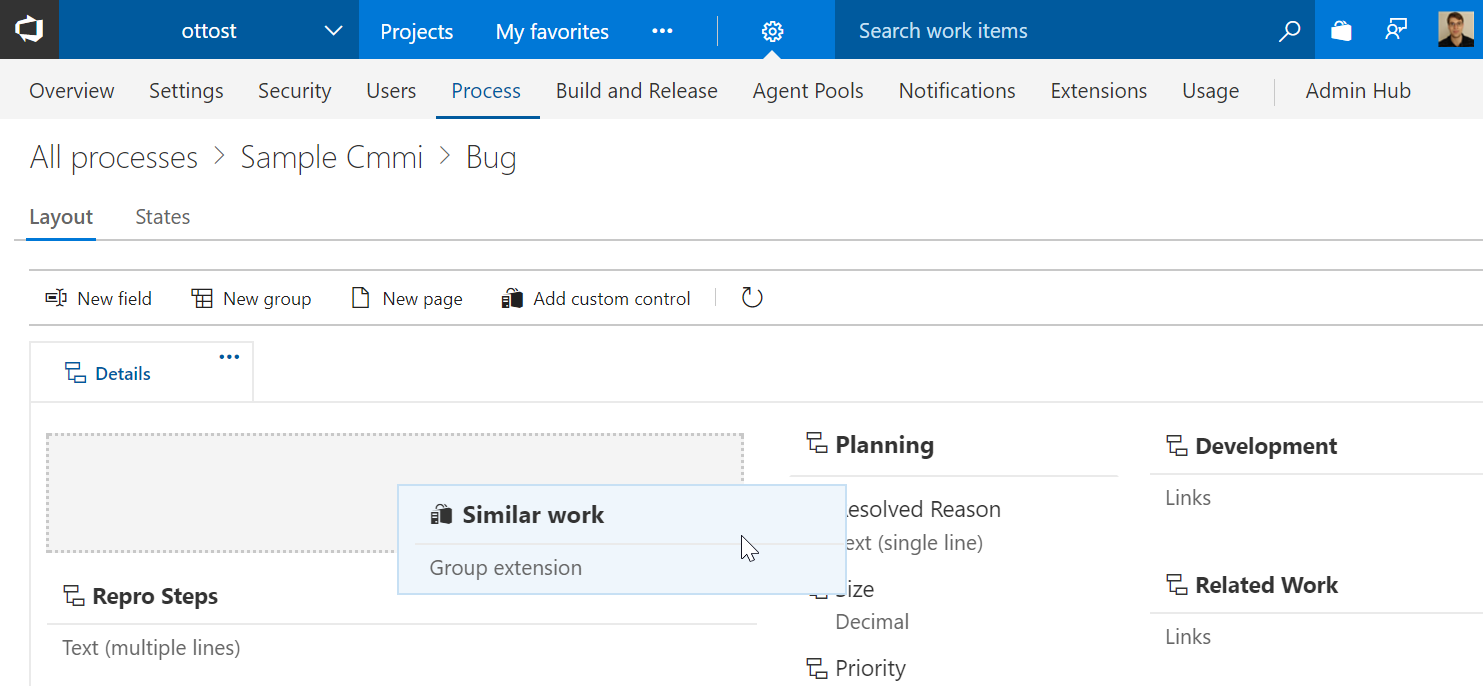 ottost Projects My favorites ••• Search work items
Overview Settings Security Users Process Build and Release Agent Pools Notifications Extensions Usage Admin Hub
All processes > Sample Cmmi > Bug
Layout States
New field New group New page Add custom control
Details •••
Similar work
Group extension
Repro Steps
Text (multiple lines)
Planning
Reason
(single line)
Decimal
Priority
Development
Links
Related Work
Links